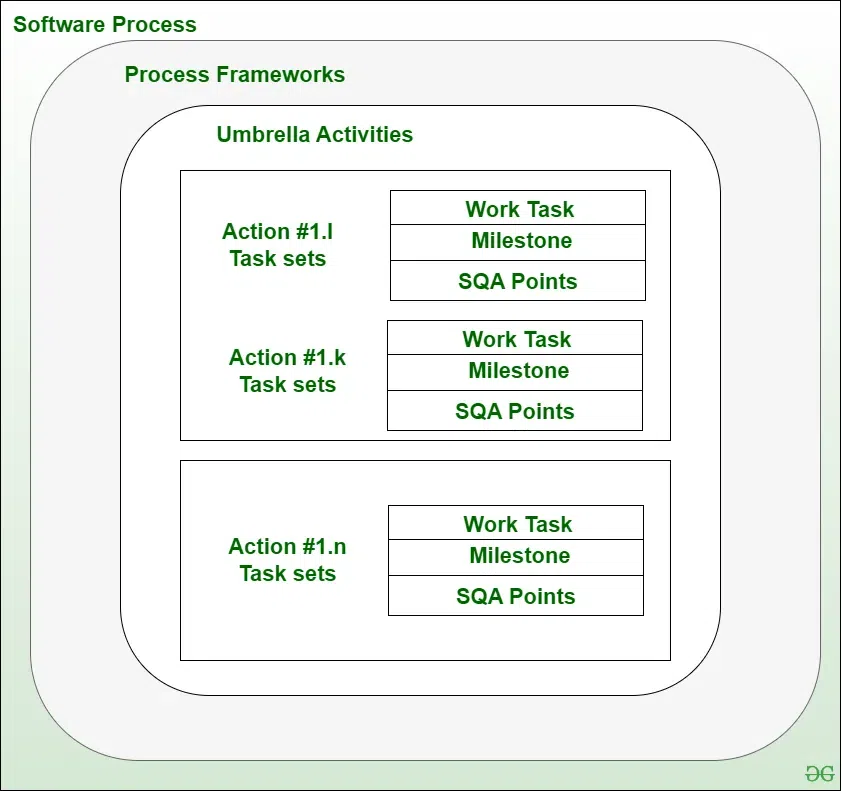 Software Process
Process Frameworks
Umbrella Activities
Action #1.l
Task sets
Work Task
Milestone
SQA Points
Action #1.k
Task sets
Work Task
Milestone
SQA Points
Action #1.n
Task sets
Work Task
Milestone
SQA Points